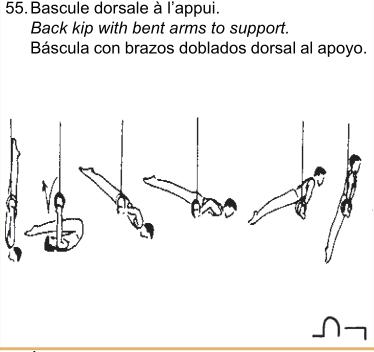 55. Bascule dorsale à l'appui.
Back kip with bent arms to support.
Báscula con brazos doblados dorsal al apoyo.